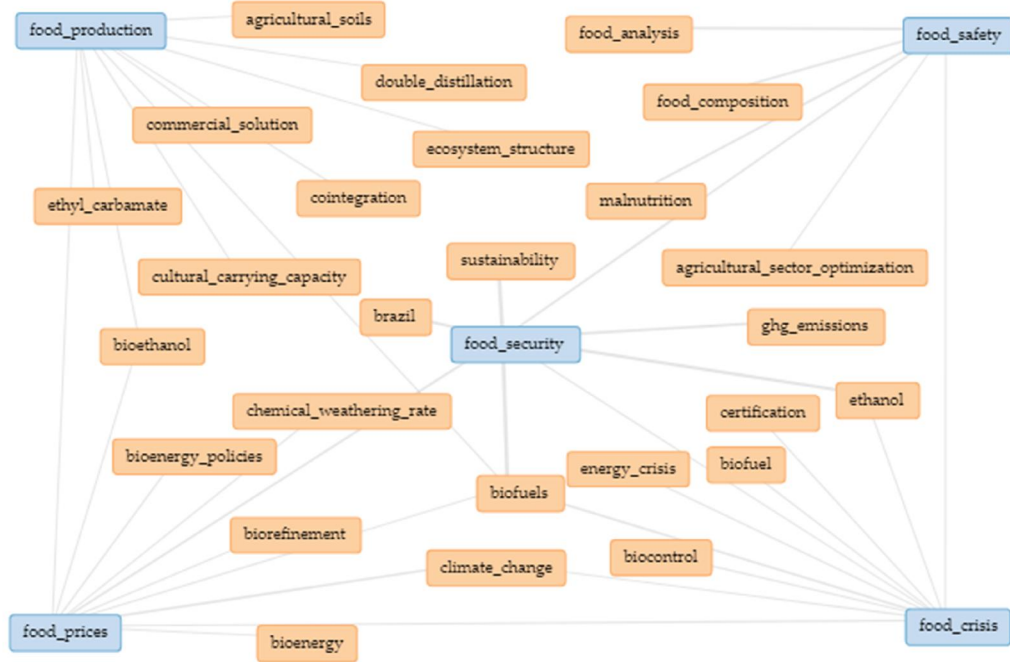 food_production
agricultural_soils
food_analysis
food_safety
double_distillation
food_composition
commercial_solution
ecosystem_structure
ethyl_carbamate
cointegration
malnutrition
cultural_carrying_capacity
sustainability
agricultural_sector_optimization
brazil
ghg_emissions
bioethanol
food_security
chemical_weathering_rate
certification
ethanol
bioenergy_policies
energy_crisis
biofuel
biofuels
biorefinement
climate_change
biocontrol
food_prices
bioenergy
food_crisis